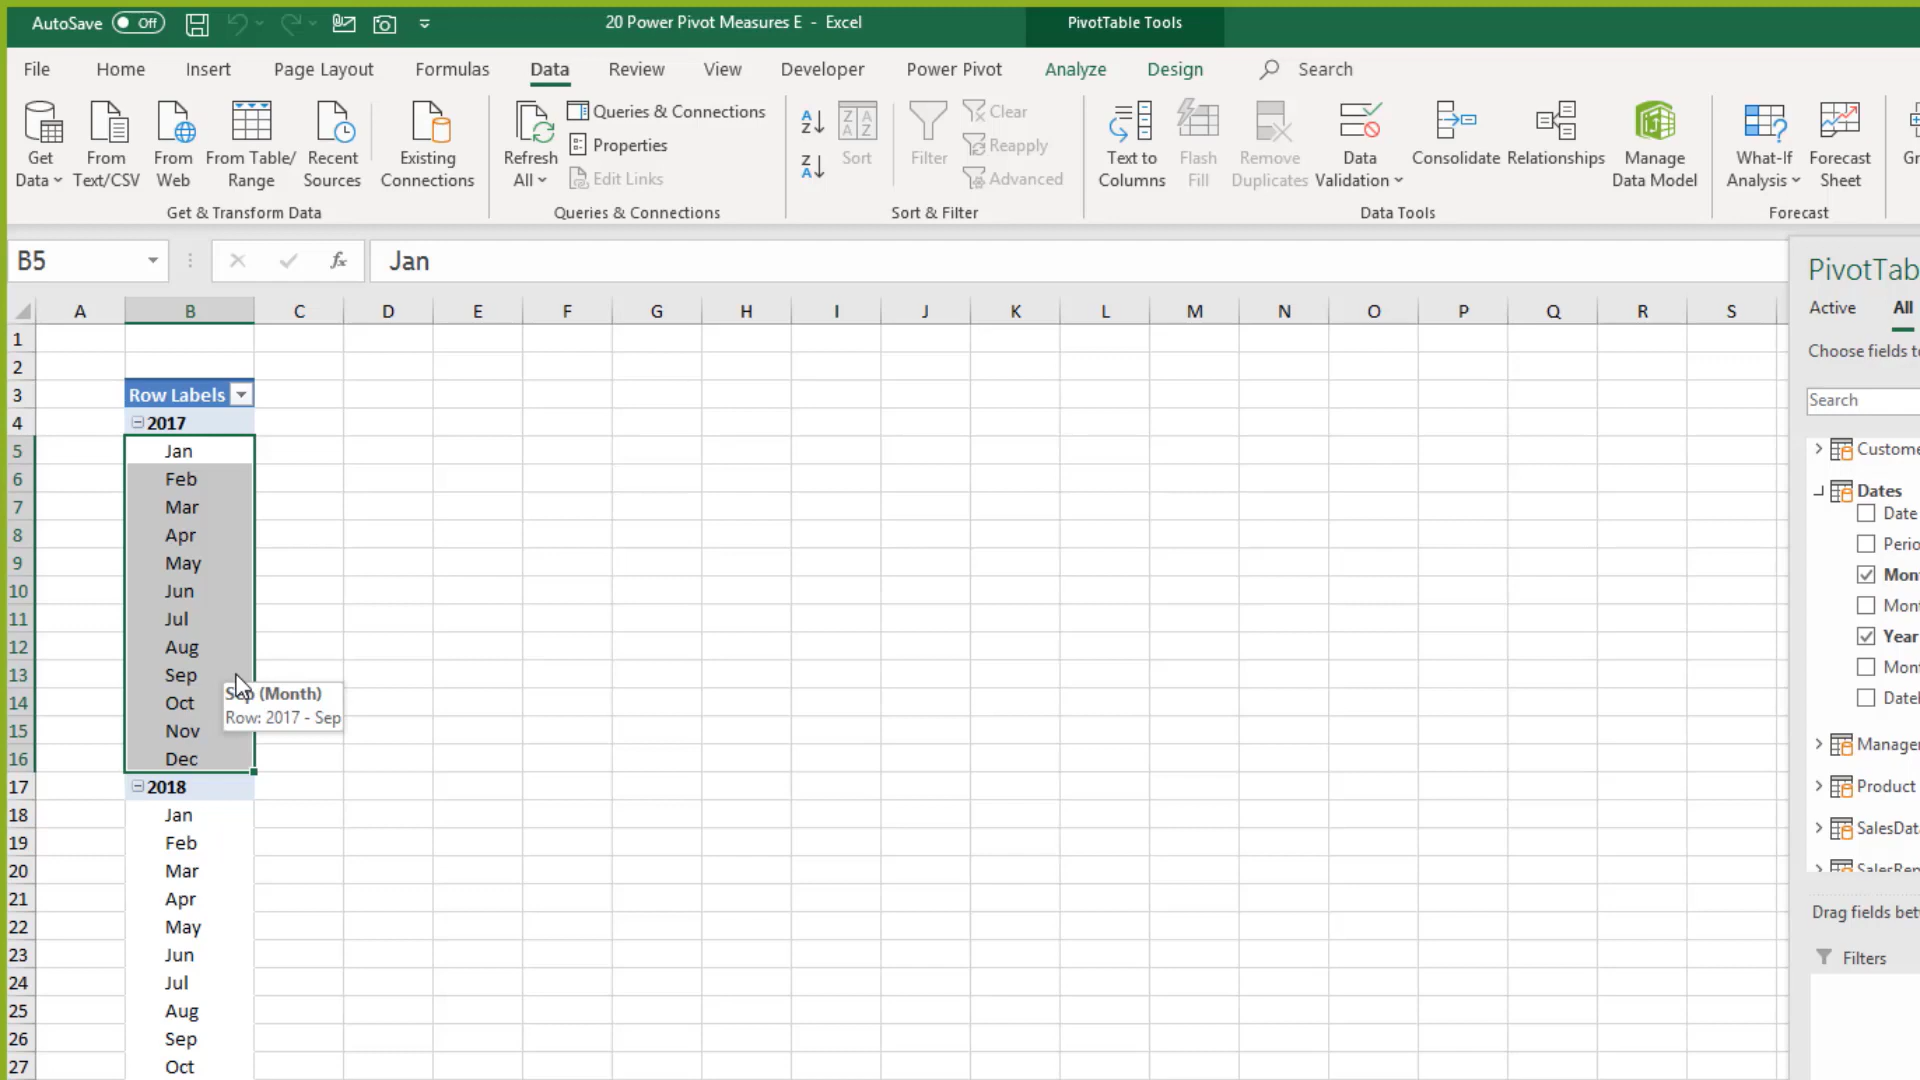 AutoSave Off
20 Power Pivot Measures E - Excel
PivotTable Tools
File Home Insert Page Layout Formulas Data Review View Developer Power Pivot Analyze Design Search
Get Data
From Text/CSV
From Web
From Table/ Range
Recent Sources
Existing Connections
Get & Transform Data
Refresh All
Queries & Connections
Properties
Edit Links
Queries & Connections
Sort
Filter
Clear
Reapply
Advanced
Sort & Filter
Text to Columns
Flash Fill
Remove Duplicates
Data Validation
Consolidate
Relationships
Manage Data Model
Data Tools
What-If Analysis
Forecast Sheet
Forecast
B5
fx
Jan
A B C D E F G H I J K L M N O P Q R S
1
2
3 Row Labels
4 2017
5 Jan
6 Feb
7 Mar
8 Apr
9 May
10 Jun
11 Jul
12 Aug
13 Sep
14 Oct
15 Nov
16 Dec
17 2018
18 Jan
19 Feb
20 Mar
21 Apr
22 May
23 Jun
24 Jul
25 Aug
26 Sep
27 Oct
(Month)
Row: 2017 - Sep
PivotTab
Active All
Choose fields t
Search
Custome
Dates
Date
Perio
Mon
Mon
Year
Mon
Date
Manage
Product
SalesDat
SalesRep
Drag fields bet
Filters